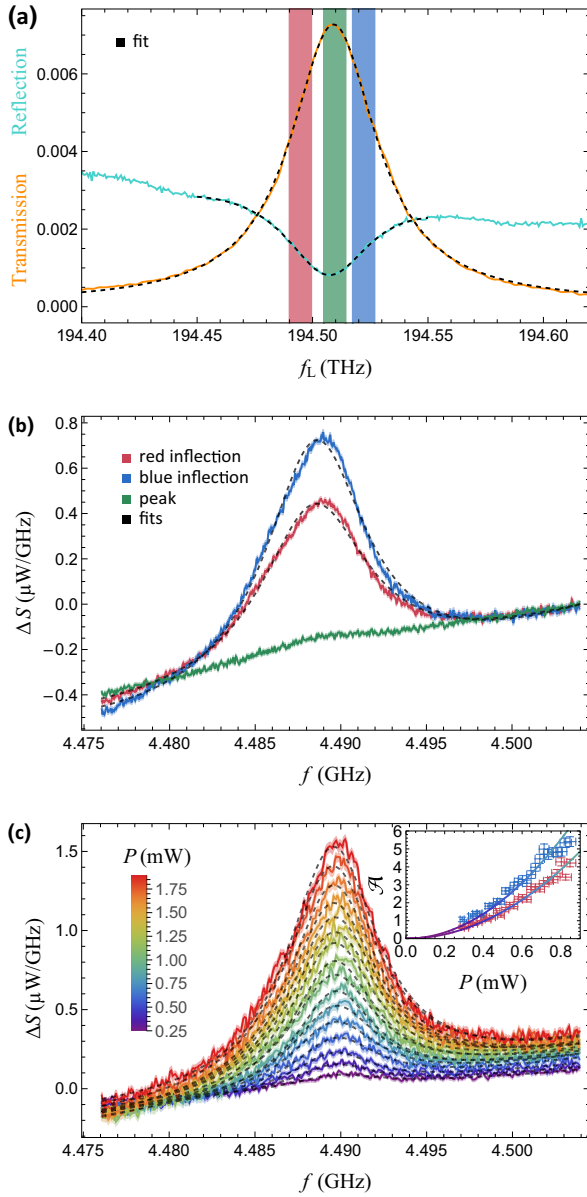 (a)
fit
Reflection
Transmission
0.006
0.004
0.002
0.000
194.40
194.45
194.50
194.55
194.60
f_L (THz)
(b)
red inflection
blue inflection
peak
fits
ΔS (μW/GHz)
0.8
0.6
0.4
0.2
0.0
−0.2
−0.4
4.475
4.480
4.485
4.490
4.495
4.500
f (GHz)
(c)
P (mW)
1.75
1.50
1.25
1.00
0.75
0.50
0.25
ΔS (μW/GHz)
1.5
1.0
0.5
0.0
4.475
4.480
4.485
4.490
4.495
4.500
f (GHz)
𝒜
6
5
4
3
2
1
0
0.0
0.2
0.4
0.6
0.8
P (mW)